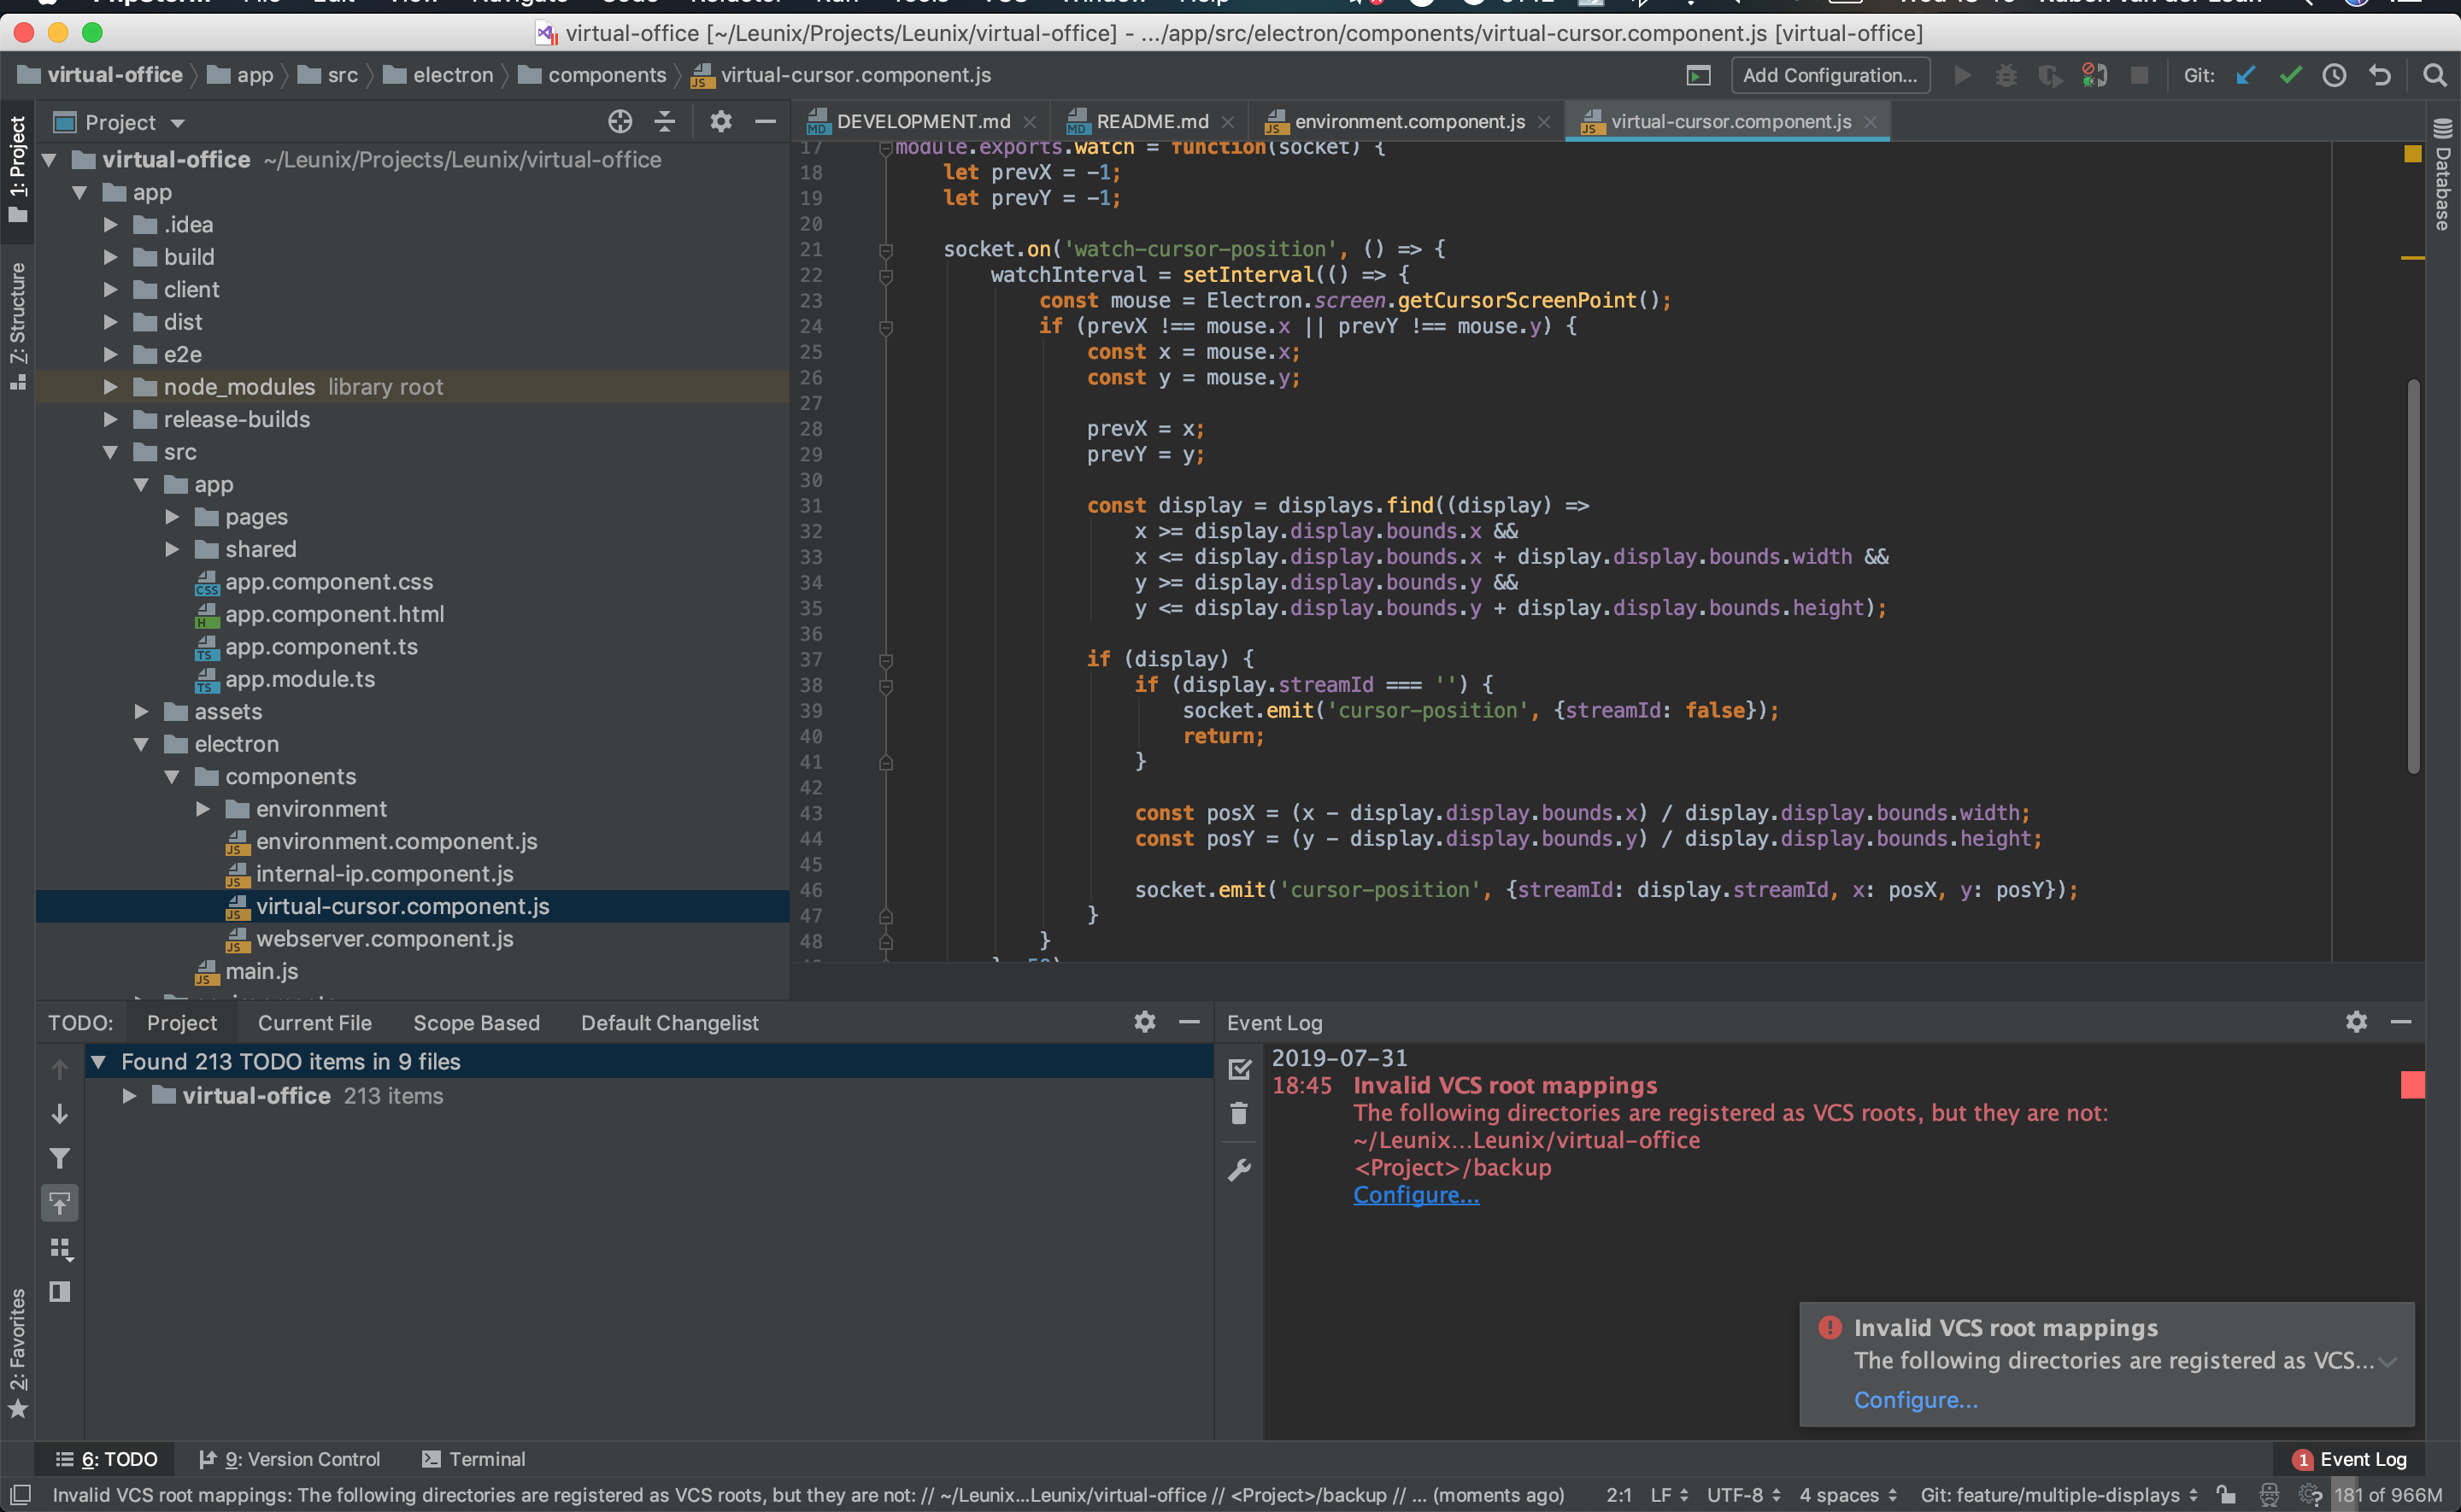 virtual-office [~/Leunix/Projects/Leunix/virtual-office] - .../app/src/electron/components/virtual-cursor.component.js [virtual-office]
virtual-office app src electron components virtual-cursor.component.js Add Configuration... Git:
Project
DEVELOPMENT.md README.md environment.component.js virtual-cursor.component.js
1: Project
7: Structure
2: Favorites
Database
virtual-office ~/Leunix/Projects/Leunix/virtual-office
app
.idea
build
client
dist
e2e
node_modules library root
release-builds
src
app
pages
shared
app.component.css
app.component.html
app.component.ts
app.module.ts
assets
electron
components
environment
environment.component.js
internal-ip.component.js
virtual-cursor.component.js
webserver.component.js
main.js
17 module.exports.watch = function(socket) {
18 let prevX = -1;
19 let prevY = -1;
20
21 socket.on('watch-cursor-position', () => {
22 watchInterval = setInterval(() => {
23 const mouse = Electron.screen.getCursorScreenPoint();
24 if (prevX !== mouse.x || prevY !== mouse.y) {
25 const x = mouse.x;
26 const y = mouse.y;
27
28 prevX = x;
29 prevY = y;
30
31 const display = displays.find((display) =>
32 x >= display.display.bounds.x &&
33 x <= display.display.bounds.x + display.display.bounds.width &&
34 y >= display.display.bounds.y &&
35 y <= display.display.bounds.y + display.display.bounds.height);
36
37 if (display) {
38 if (display.streamId === '') {
39 socket.emit('cursor-position', {streamId: false});
40 return;
41 }
42
43 const posX = (x - display.display.bounds.x) / display.display.bounds.width;
44 const posY = (y - display.display.bounds.y) / display.display.bounds.height;
45
46 socket.emit('cursor-position', {streamId: display.streamId, x: posX, y: posY});
47 }
48 }
TODO: Project Current File Scope Based Default Changelist
Found 213 TODO items in 9 files
virtual-office 213 items
Event Log
2019-07-31
18:45 Invalid VCS root mappings
The following directories are registered as VCS roots, but they are not:
~/Leunix...Leunix/virtual-office
<Project>/backup
Configure...
Invalid VCS root mappings
The following directories are registered as VCS...
Configure...
6: TODO 9: Version Control Terminal 1 Event Log
Invalid VCS root mappings: The following directories are registered as VCS roots, but they are not: // ~/Leunix...Leunix/virtual-office // <Project>/backup // ... (moments ago) 2:1 LF UTF-8 4 spaces Git: feature/multiple-displays 181 of 966M